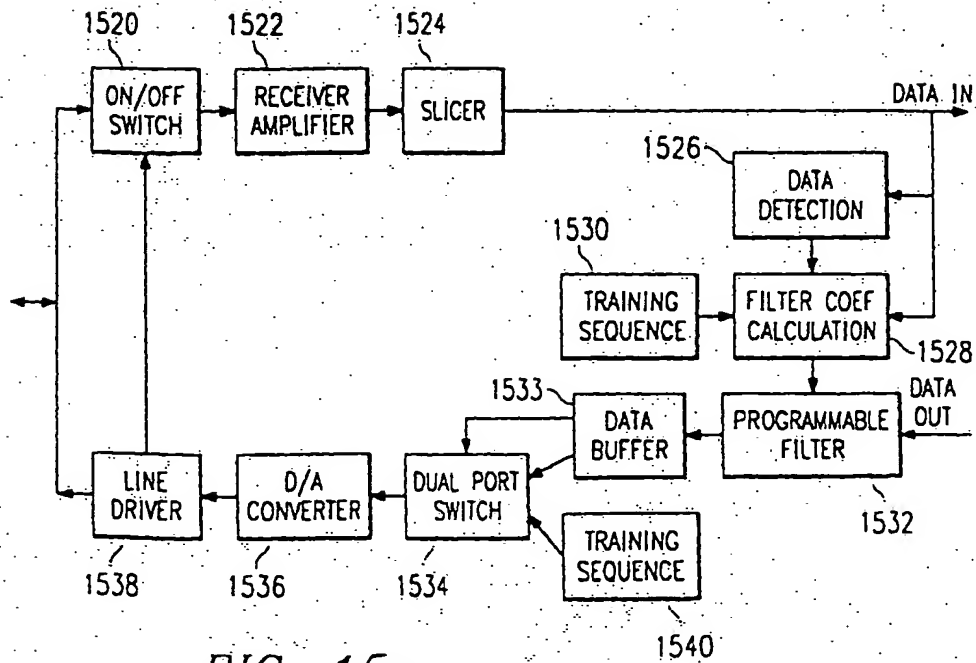 1520
1522
1524
ON/OFF
SWITCH
RECEIVER
AMPLIFIER
SLICER
DATA IN
1526
DATA
DETECTION
1530
TRAINING
SEQUENCE
FILTER COEF
CALCULATION
1528
1533
DATA
OUT
LINE
DRIVER
D/A
CONVERTER
DUAL PORT
SWITCH
DATA
BUFFER
PROGRAMMABLE
FILTER
1532
TRAINING
SEQUENCE
1538
1536
1534
1540
FIG. 15